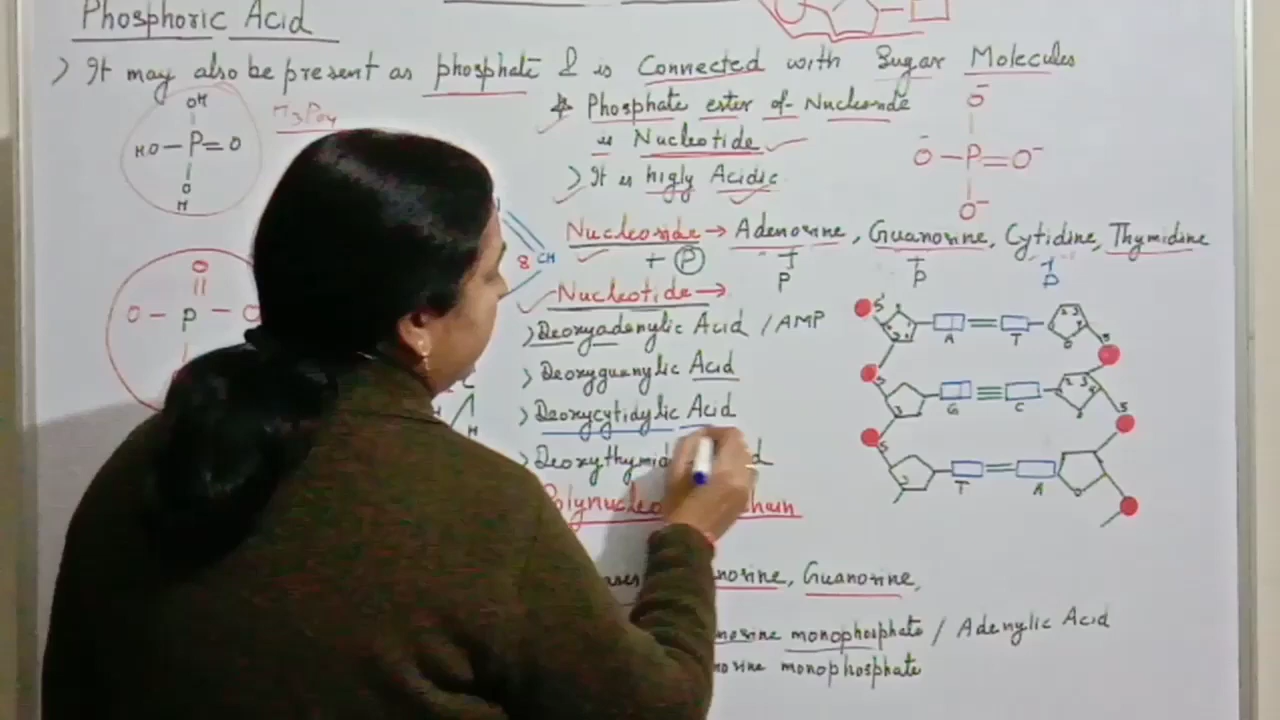 Phosphoric Acid
> It may also be present as phosphate & is Connected with Sugar Molecules
OH
HO — P = O
O
H
H3PO4
* Phosphate ester of Nucleoside
is Nucleotide
> It is higly Acidic
O-
-O — P = O-
O-
Nucleoside → Adenosine, Guanosine, Cytidine, Thymidine
+ P
P
P
P
8 CH
O
O — P — O
Nucleotide →
> Deoxyadenylic Acid / AMP
> Deoxyguanylic Acid
> Deoxycytidylic Acid
H
5' A T
G C 5
T A
Guanosine,
monophosphate / Adenylic Acid
monophosphate